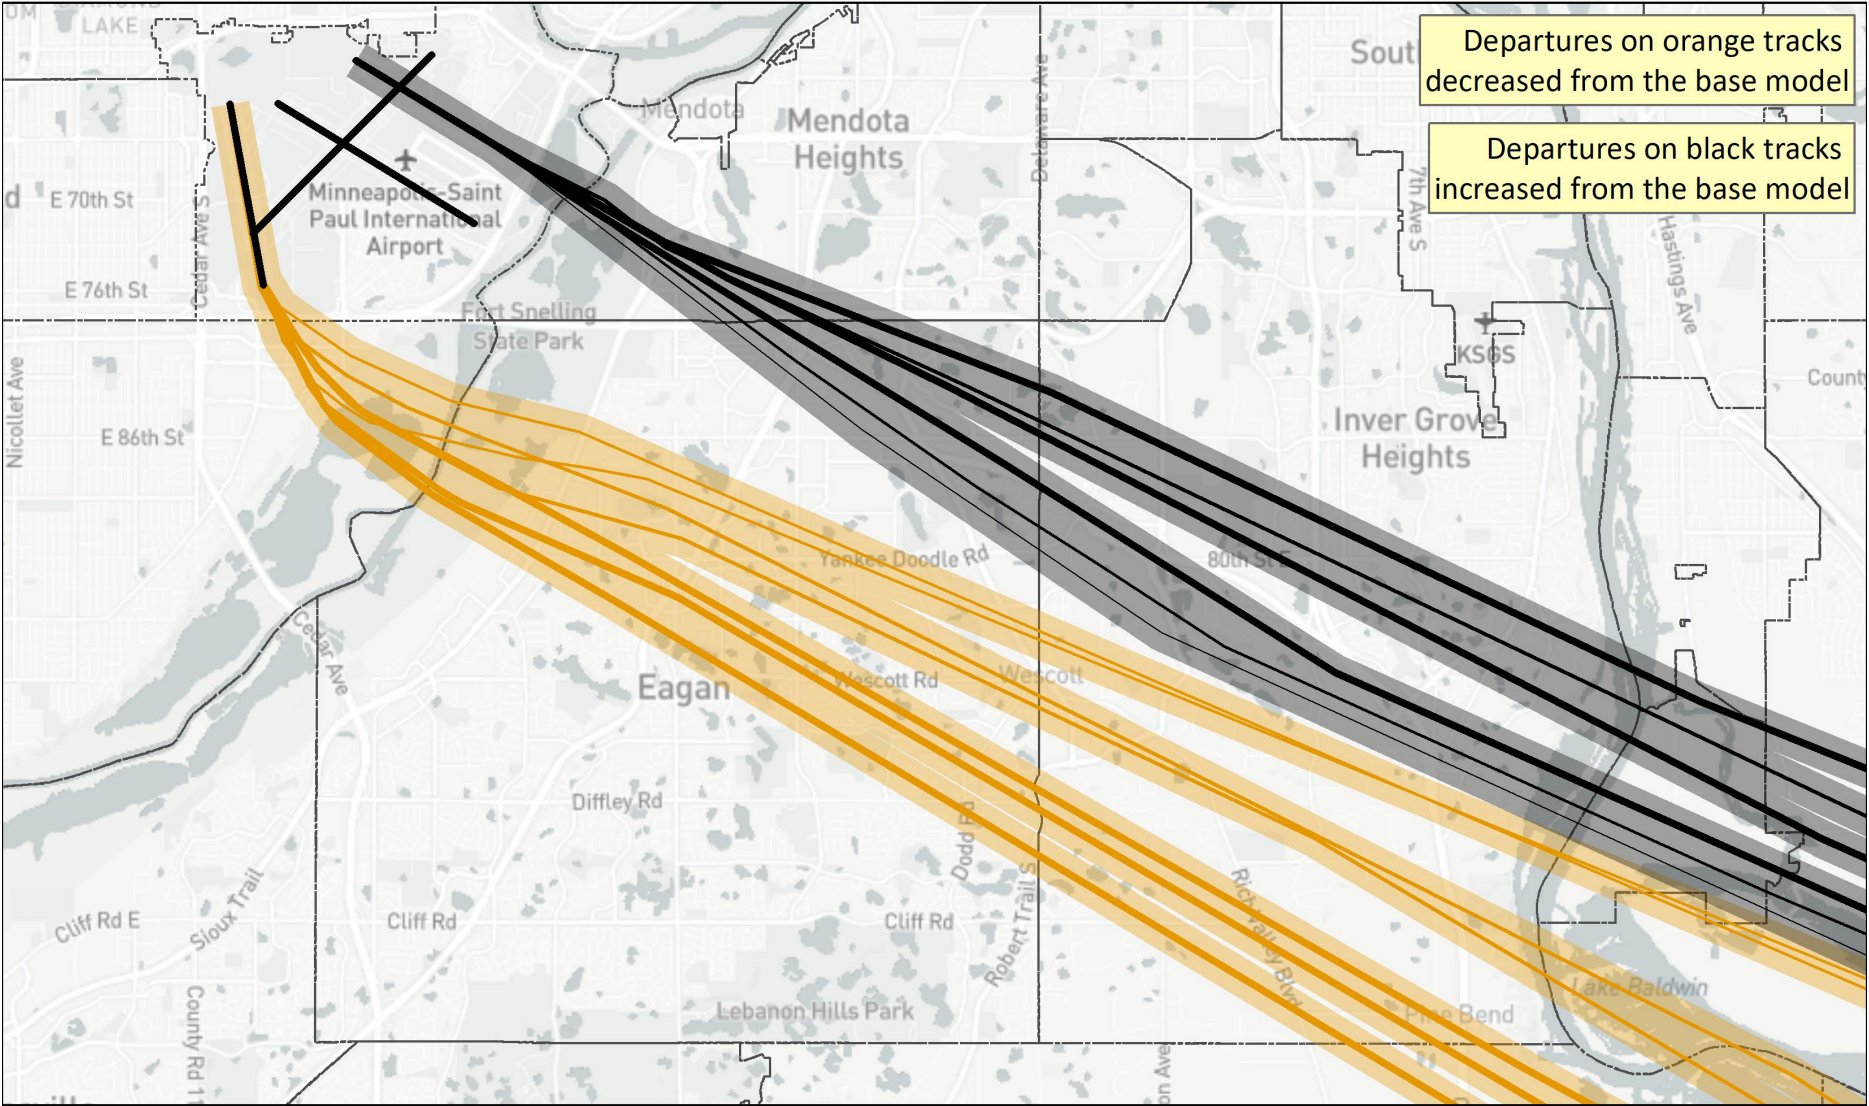 LAKE
Departures on orange tracks
decreased from the base model
Departures on black tracks
increased from the base model
Mendota
Mendota
Heights
Delaware Ave
7th Ave S
Hastings Ave
d
E 70th St
Cedar Ave S
Minneapolis-Saint
Paul International
Airport
E 76th St
Fort Snelling
State Park
KSGS
County
Nicollet Ave
E 86th St
Inver Grove
Heights
Yankee Doodle Rd
80th St E
Cedar Ave
Eagan
Wescott Rd
Wescott
Diffley Rd
Dodd Rd
Robert Trail S
Rich Valley Blvd
Sioux Trail
Cliff Rd E
Cliff Rd
Cliff Rd
Lake Baldwin
Lebanon Hills Park
Pine Bend
County Rd 11
on Ave